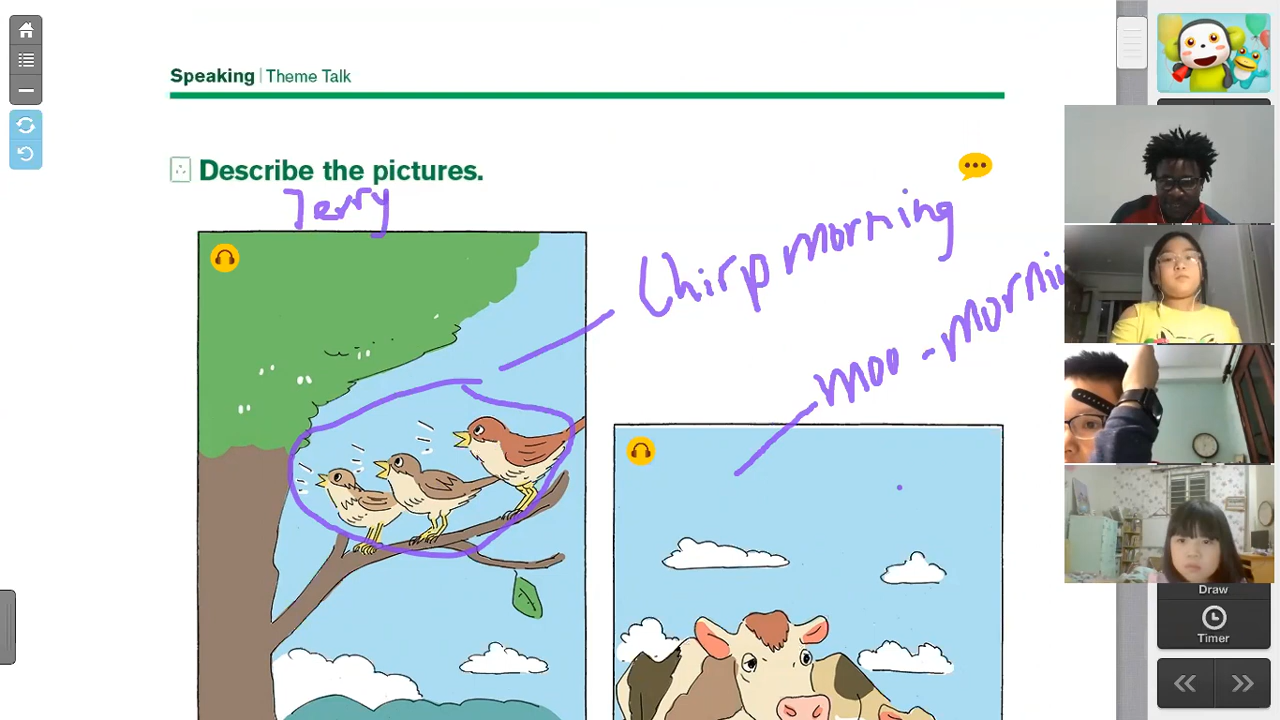 Speaking | Theme Talk
Describe the pictures.
Jerry
Chirp morning
moo - mornin
Draw
Timer